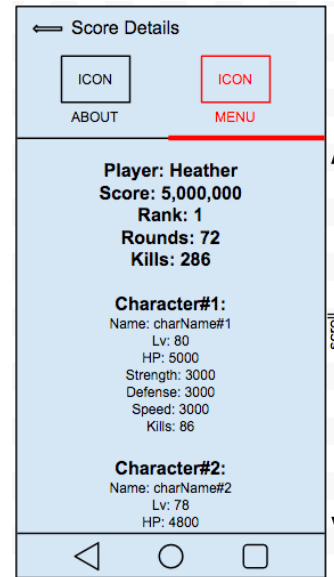 Score Details
ICON
ICON
ABOUT
MENU
Player: Heather
Score: 5,000,000
Rank: 1
Rounds: 72
Kills: 286
Character#1:
Name: charName#1
Lv: 80
HP: 5000
Strength: 3000
Defense: 3000
Speed: 3000
Kills: 86
Character#2:
Name: charName#2
Lv: 78
HP: 4800
scroll